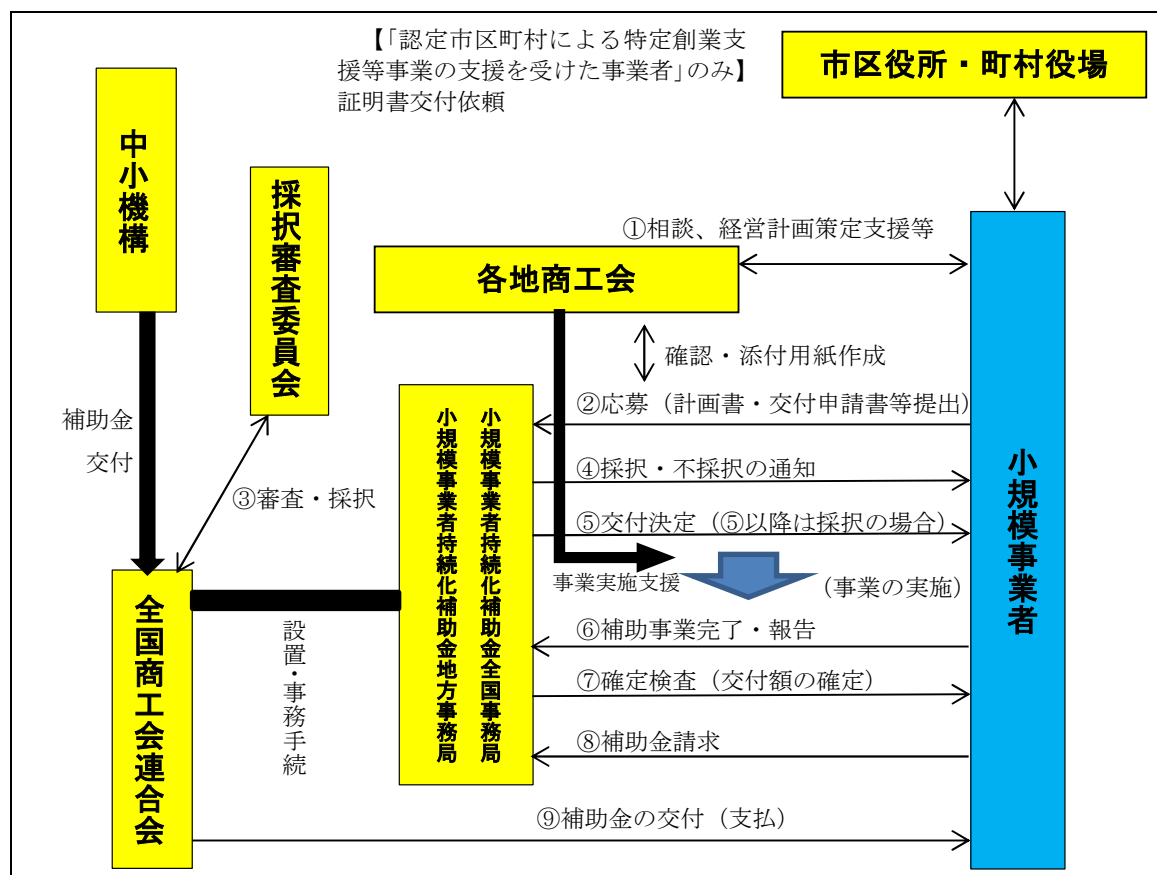 【「認定市区町村による特定創業支
援等事業の支援を受けた事業者」のみ】
証明書交付依頼
市区役所・町村役場
中小機構
採択審査委員会
①相談、経営計画策定支援等
各地商工会
確認・添付用紙作成
補助金
交付
②応募（計画書・交付申請書等提出）
③審査・採択
④採択・不採択の通知
⑤交付決定（⑤以降は採択の場合）
事業実施支援
（事業の実施）
小規模事業者持続化補助金全国事務局
小規模事業者持続化補助金地方事務局
小規模事業者
全国商工会連合会
設置・事務手続
⑥補助事業完了・報告
⑦確定検査（交付額の確定）
⑧補助金請求
⑨補助金の交付（支払）